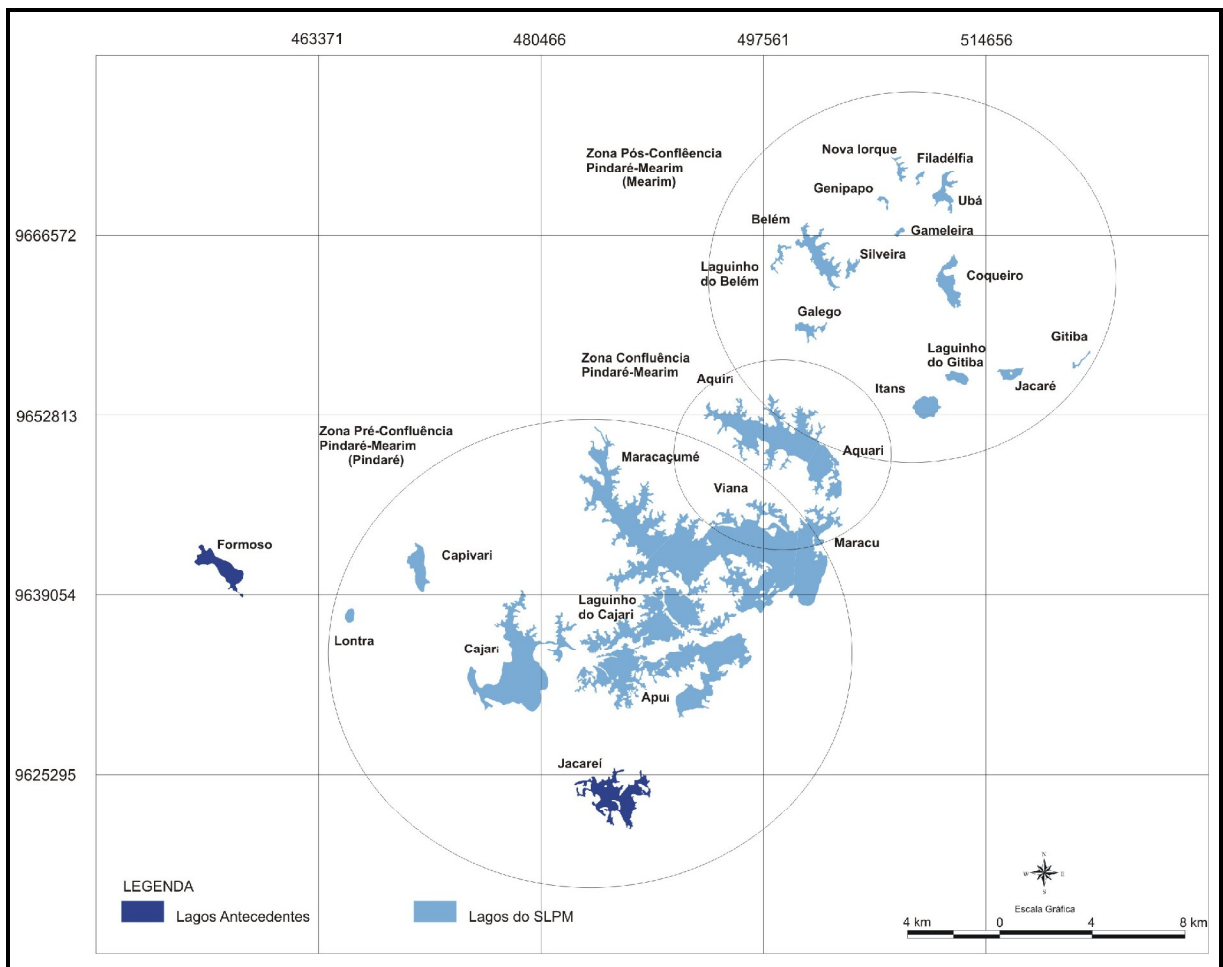 463371 480466 497561 514656
Zona Pós-Conflêencia
Pindaré-Mearim
(Mearim)
Nova Iorque
Filadélfia
Genipapo
Ubá
Belém
9666572
Gameleira
Silveira
Laguinho
do Belém
Coqueiro
Galego
Gitiba
Laguinho
do Gitiba
Jacaré
Zona Confluência
Pindaré-Mearim
Aquiri
Itans
9652813
Zona Pré-Confluência
Pindaré-Mearim
(Pindaré)
Maracaçumé
Aquari
Viana
Maracu
Formoso
Capivari
9639054
Laguinho
do Cajari
Lontra
Cajari
Apuí
Jacareí
9625295
N
W E
S
LEGENDA
Lagos Antecedentes
Lagos do SLPM
Escala Gráfica
4 km 0 4 8 km